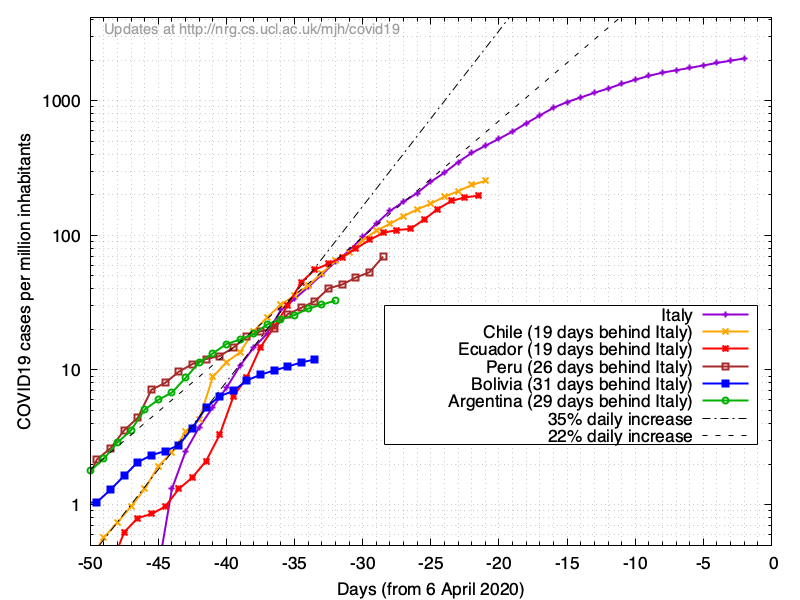 Updates at http://nrg.cs.ucl.ac.uk/mjh/covid19
COVID19 cases per million inhabitants
1000
100
10
1
Italy
Chile (19 days behind Italy)
Ecuador (19 days behind Italy)
Peru (26 days behind Italy)
Bolivia (31 days behind Italy)
Argentina (29 days behind Italy)
35% daily increase
22% daily increase
-50 -45 -40 -35 -30 -25 -20 -15 -10 -5 0
Days (from 6 April 2020)